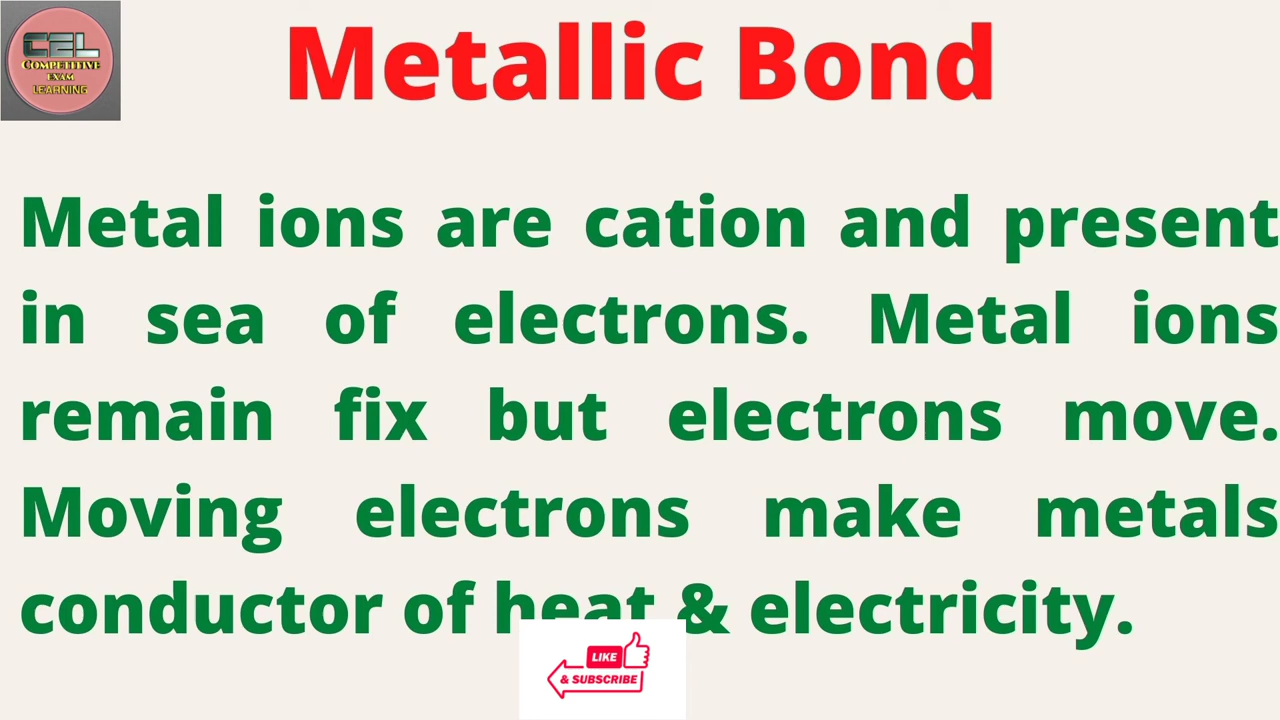 CEL
COMPETITIVE
EXAM
LEARNING
Metallic Bond
Metal ions are cation and present
in sea of electrons. Metal ions
remain fix but electrons move.
Moving electrons make metals
conductor of heat & electricity.
LIKE
& SUBSCRIBE